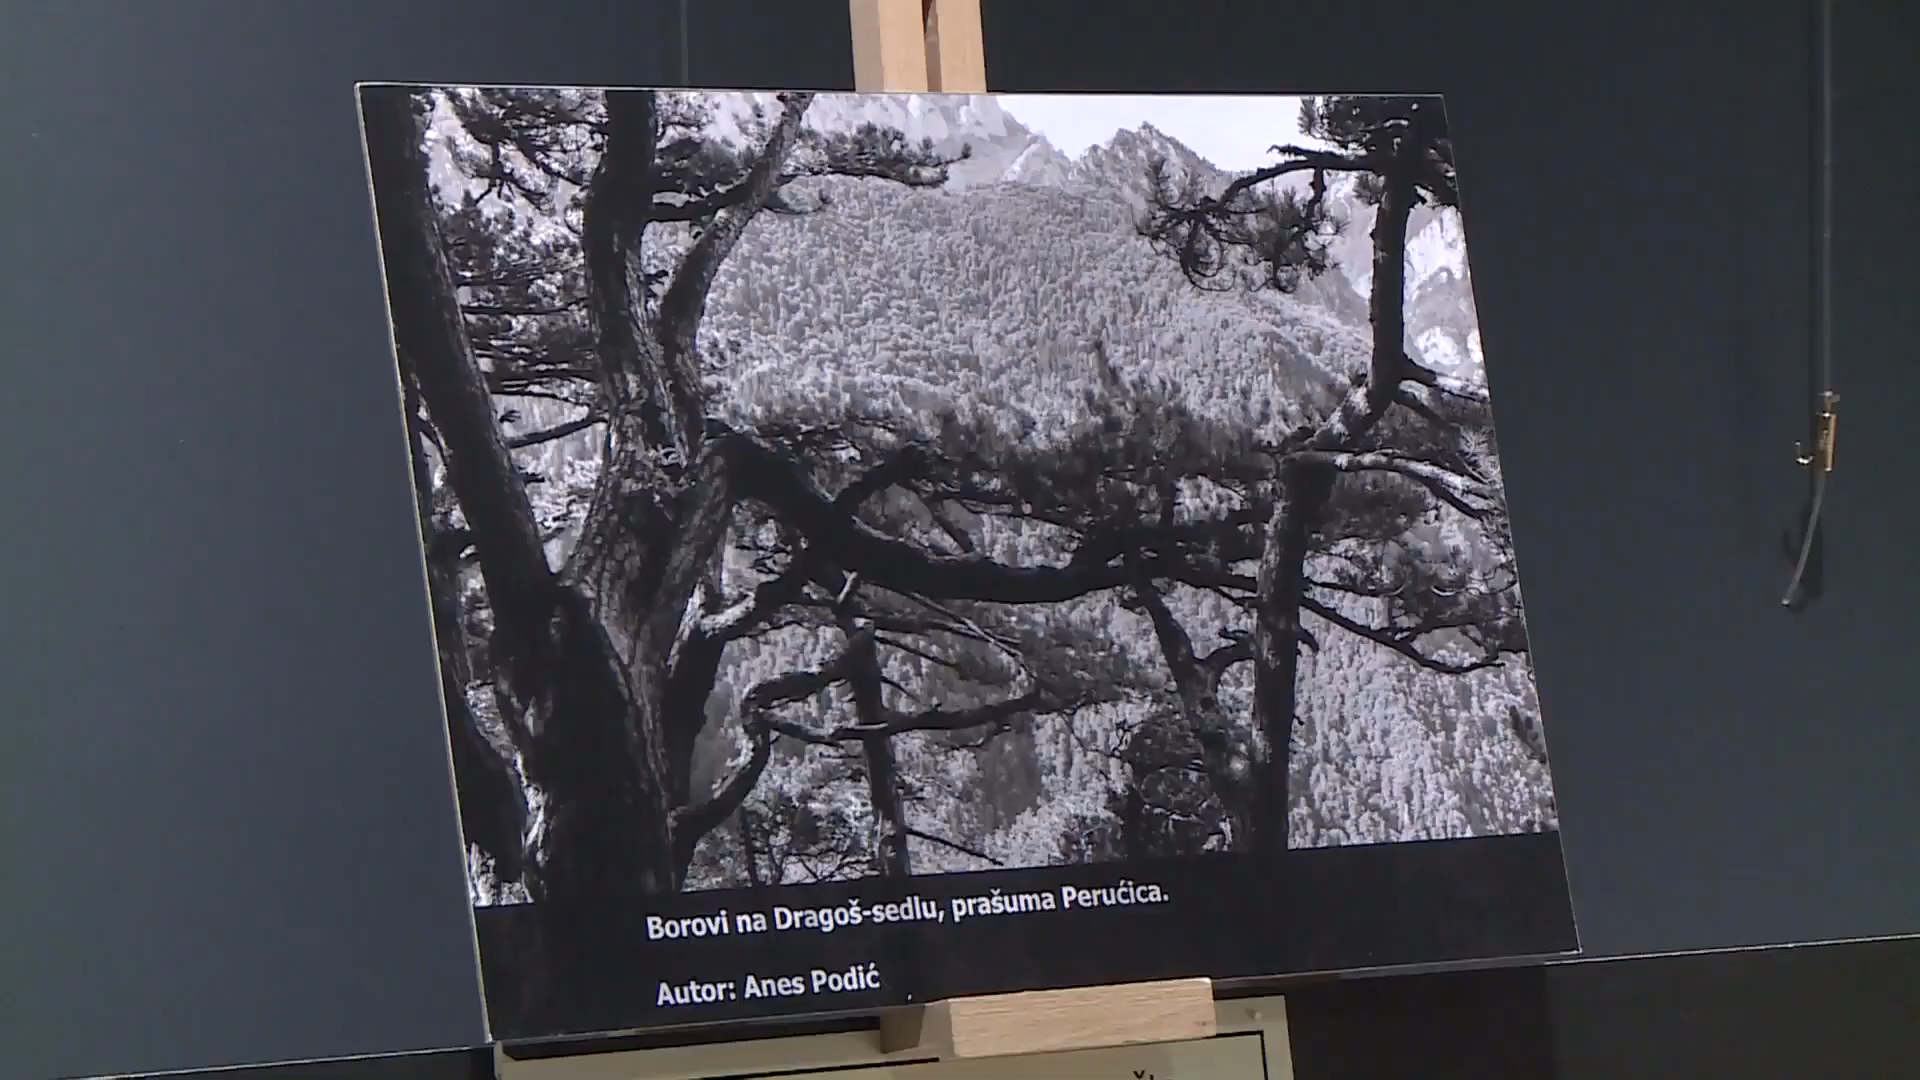 Borovi na Dragoš-sedlu, prašuma Perućica.
Autor: Anes Podić